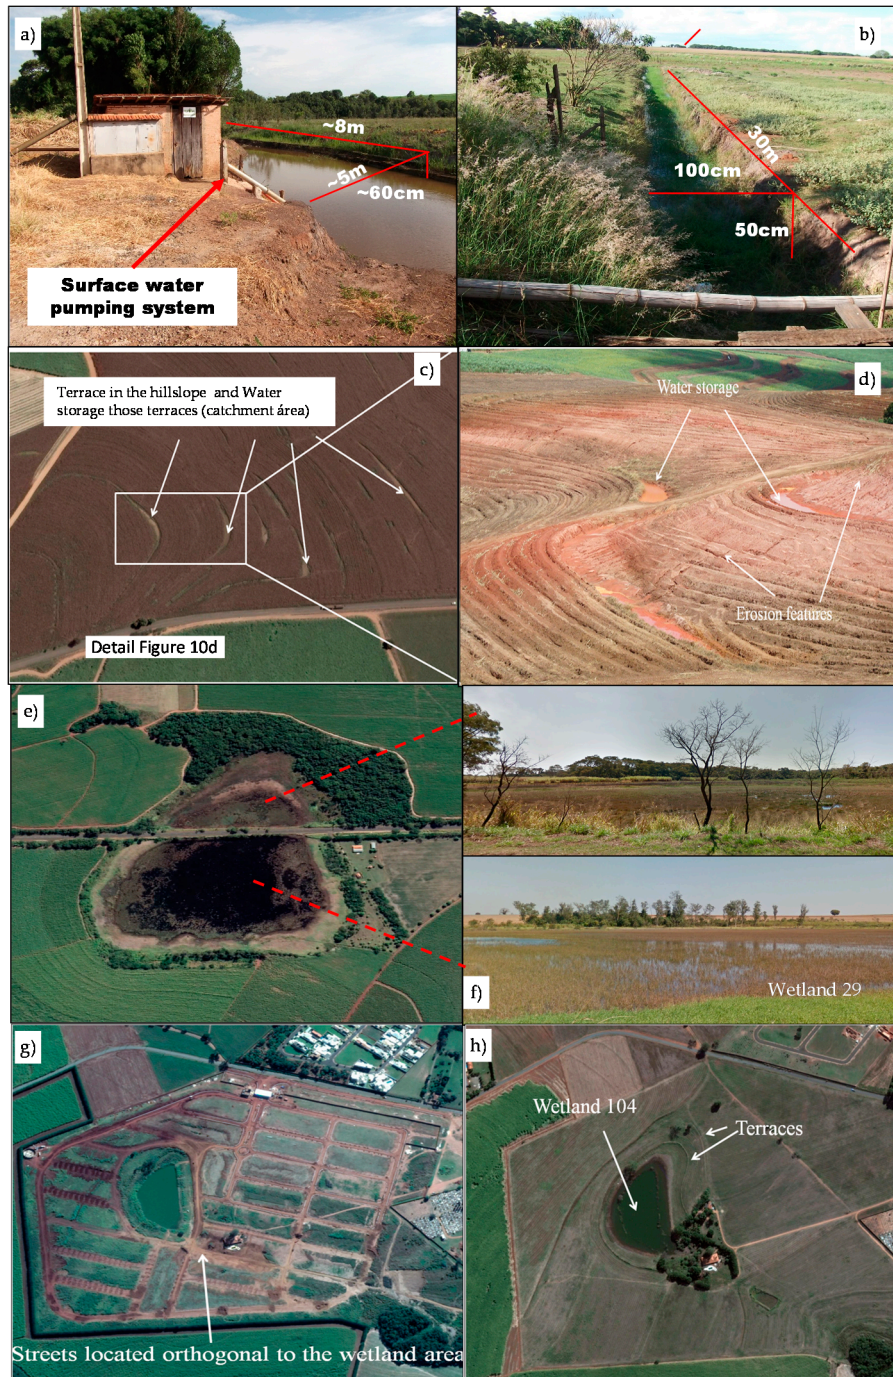 a)
~8m
~5m
~60cm
Surface water
pumping system
b)
30m
100cm
50cm
c)
Terrace in the hillslope  and Water
storage those terraces (catchment área)
Detail Figure 10d
d)
Water storage
Erosion features
e)
f)
Wetland 29
g)
Streets located orthogonal to the wetland area
h)
Wetland 104
Terraces